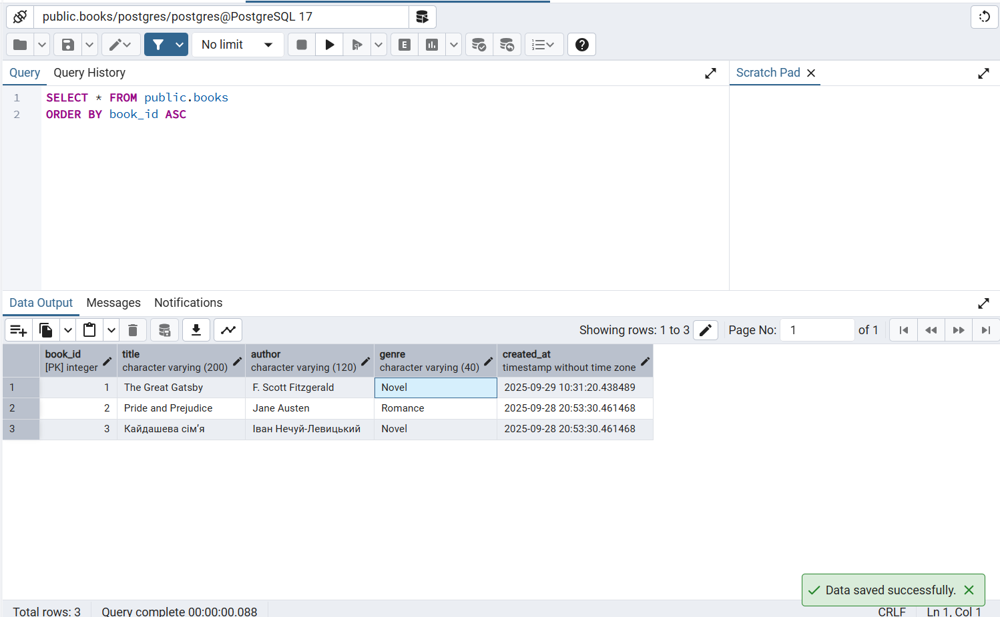 public.books/postgres/postgres@PostgreSQL 17
No limit
E
Query Query History
Scratch Pad
1 SELECT * FROM public.books
2 ORDER BY book_id ASC
Data Output Messages Notifications
Showing rows: 1 to 3 Page No: 1 of 1
book_id title author genre created_at
[PK] integer character varying (200) character varying (120) character varying (40) timestamp without time zone
1 1 The Great Gatsby F. Scott Fitzgerald Novel 2025-09-29 10:31:20.438489
2 2 Pride and Prejudice Jane Austen Romance 2025-09-28 20:53:30.461468
3 3 Кайдашева сім’я Іван Нечуй-Левицький Novel 2025-09-28 20:53:30.461468
Data saved successfully.
Total rows: 3 Query complete 00:00:00.088 CRLF Ln 1, Col 1